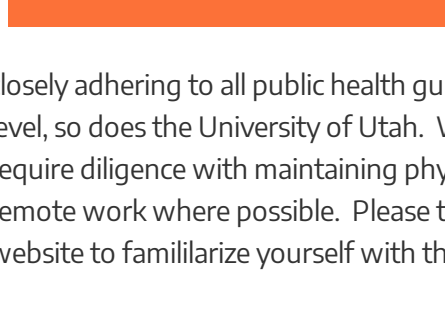 losely adhering to all public health gu
evel, so does the University of Utah. W
equire diligence with maintaining phy
emote work where possible. Please t
website to famililarize yourself with th